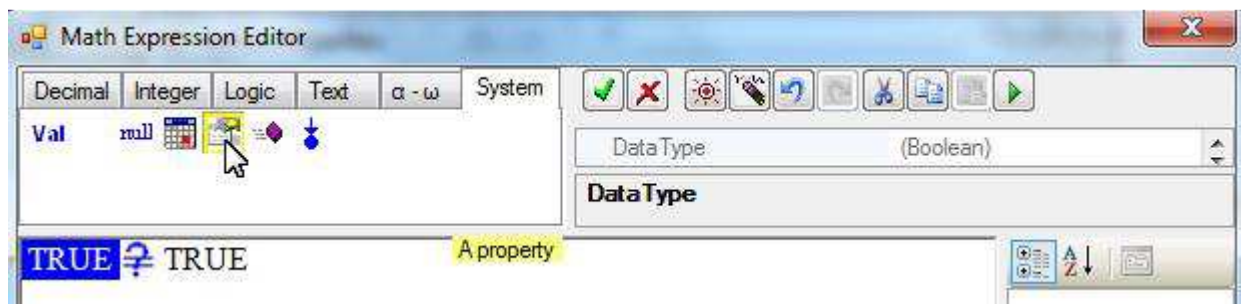 Math Expression Editor
Decimal Integer Logic Text α - ω System
Val null
DataType (Boolean)
DataType
TRUE ≟ TRUE
A property
A Z